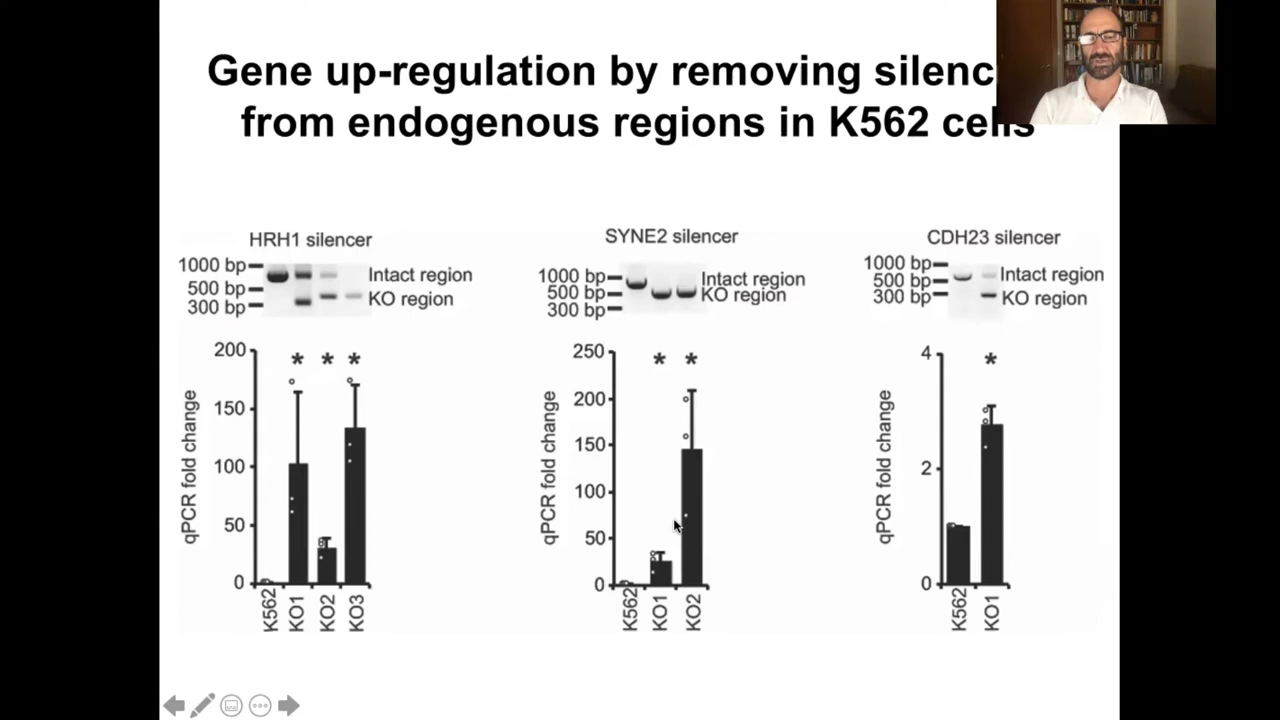 Gene up-regulation by removing silenc
from endogenous regions in K562 cells
HRH1 silencer
1000 bp
500 bp
300 bp
Intact region
KO region
200
150
100
50
0
qPCR fold change
* * *
K562
KO1
KO2
KO3
SYNE2 silencer
1000 bp
500 bp
300 bp
Intact region
KO region
250
200
150
100
50
0
qPCR fold change
* *
K562
KO1
KO2
CDH23 silencer
1000 bp
500 bp
300 bp
Intact region
KO region
4
2
0
qPCR fold change
*
K562
KO1